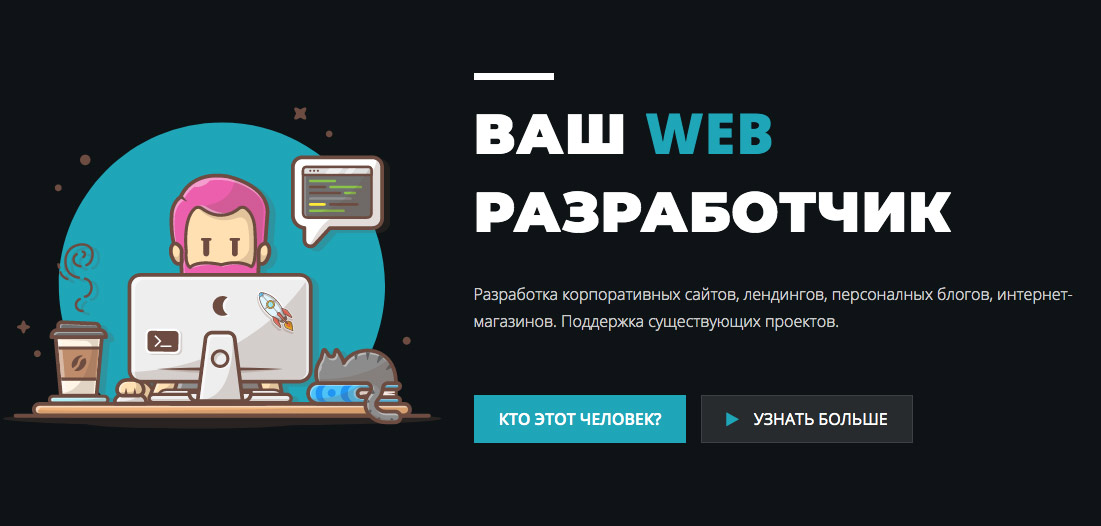 ВАШ WEB
РАЗРАБОТЧИК
Разработка корпоративных сайтов, лендингов, персоналных блогов, интернет-
магазинов. Поддержка существующих проектов.
КТО ЭТОТ ЧЕЛОВЕК?
УЗНАТЬ БОЛЬШЕ